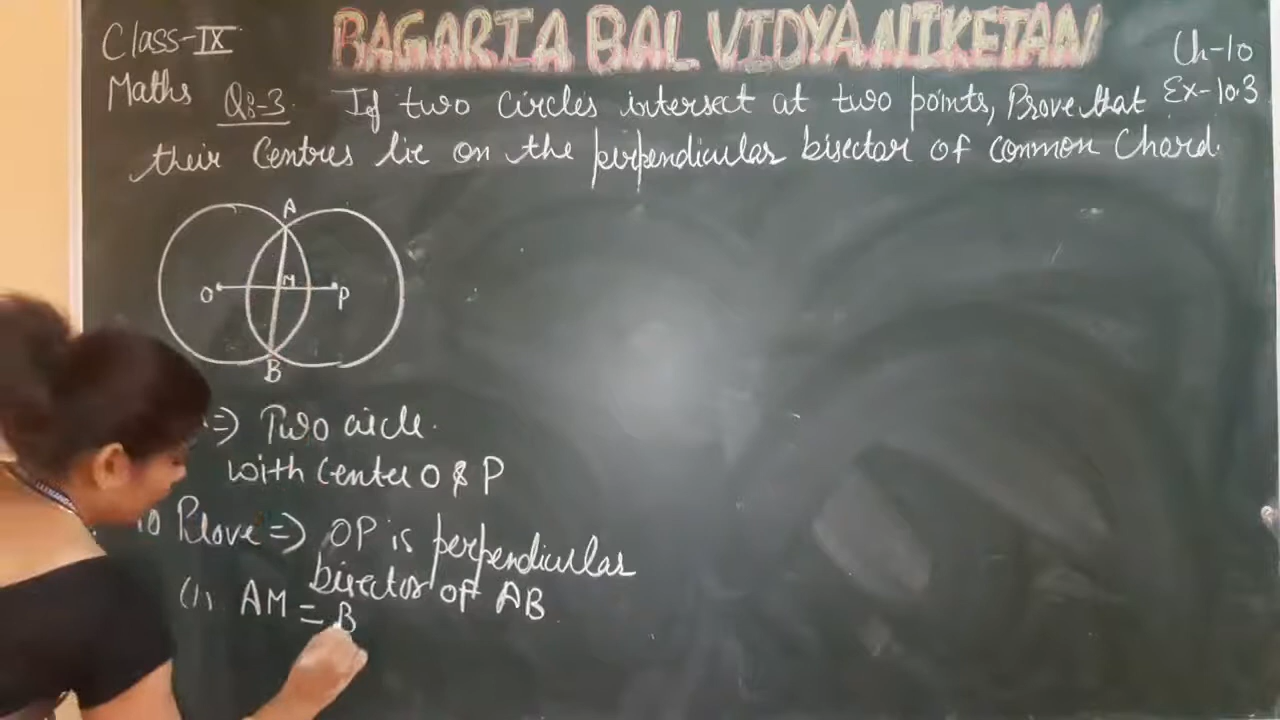 BAGARIA BAL VIDYA NIKETAN
Class-IX
Maths
Ch-10
Ex-10.3
Q:-3. If two circles intersect at two points, Prove that
their Centres lie on the perpendicular bisector of common Chord.
A
O M P
B
=) Two circle.
with Center O & P
To Prove =) OP is perpendicular
bisector of AB
(1) AM = B